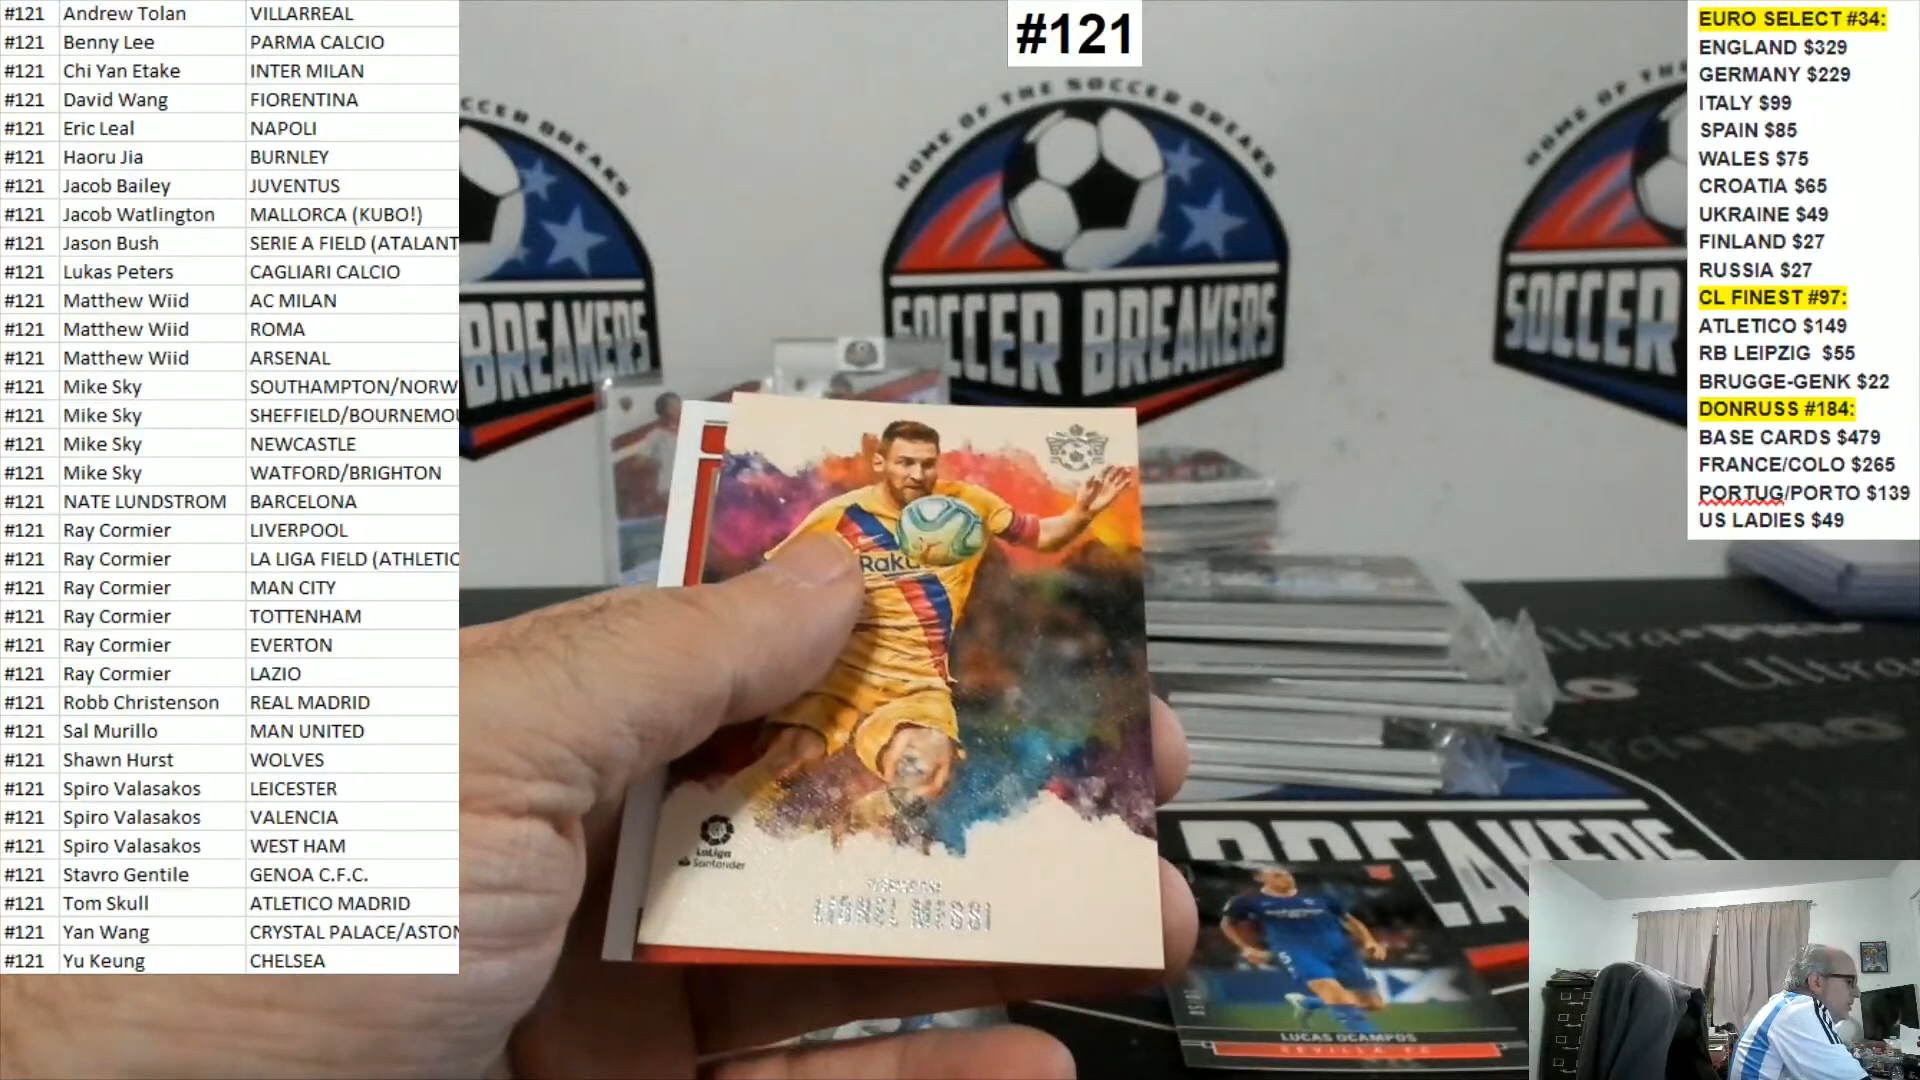 #121 Andrew Tolan VILLARREAL
#121 Benny Lee PARMA CALCIO
#121 Chi Yan Etake INTER MILAN
#121 David Wang FIORENTINA
#121 Eric Leal NAPOLI
#121 Haoru Jia BURNLEY
#121 Jacob Bailey JUVENTUS
#121 Jacob Watlington MALLORCA (KUBO!)
#121 Jason Bush SERIE A FIELD (ATALANT
#121 Lukas Peters CAGLIARI CALCIO
#121 Matthew Wiid AC MILAN
#121 Matthew Wiid ROMA
#121 Matthew Wiid ARSENAL
#121 Mike Sky SOUTHAMPTON/NORW
#121 Mike Sky SHEFFIELD/BOURNEMOU
#121 Mike Sky NEWCASTLE
#121 Mike Sky WATFORD/BRIGHTON
#121 NATE LUNDSTROM BARCELONA
#121 Ray Cormier LIVERPOOL
#121 Ray Cormier LA LIGA FIELD (ATHLETIC
#121 Ray Cormier MAN CITY
#121 Ray Cormier TOTTENHAM
#121 Ray Cormier EVERTON
#121 Ray Cormier LAZIO
#121 Robb Christenson REAL MADRID
#121 Sal Murillo MAN UNITED
#121 Shawn Hurst WOLVES
#121 Spiro Valasakos LEICESTER
#121 Spiro Valasakos VALENCIA
#121 Spiro Valasakos WEST HAM
#121 Stavro Gentile GENOA C.F.C.
#121 Tom Skull ATLETICO MADRID
#121 Yan Wang CRYSTAL PALACE/ASTON
#121 Yu Keung CHELSEA
#121
CCER BREAKS
BREAKERS
HOME OF THE SOCCER BREAKS
SOCCER BREAKERS
HOME OF THE
SOCCER
EURO SELECT #34:
ENGLAND $329
GERMANY $229
ITALY $99
SPAIN $85
WALES $75
CROATIA $65
UKRAINE $49
FINLAND $27
RUSSIA $27
CL FINEST #97:
ATLETICO $149
RB LEIPZIG $55
BRUGGE-GENK $22
DONRUSS #184:
BASE CARDS $479
FRANCE/COLO $265
PORTUG/PORTO $139
US LADIES $49
Raku
LaLiga
Santander
LIONEL MESSI
Ultra
PRO
BREAKERS
LUCAS OCAMPOS
SEVILLA FC